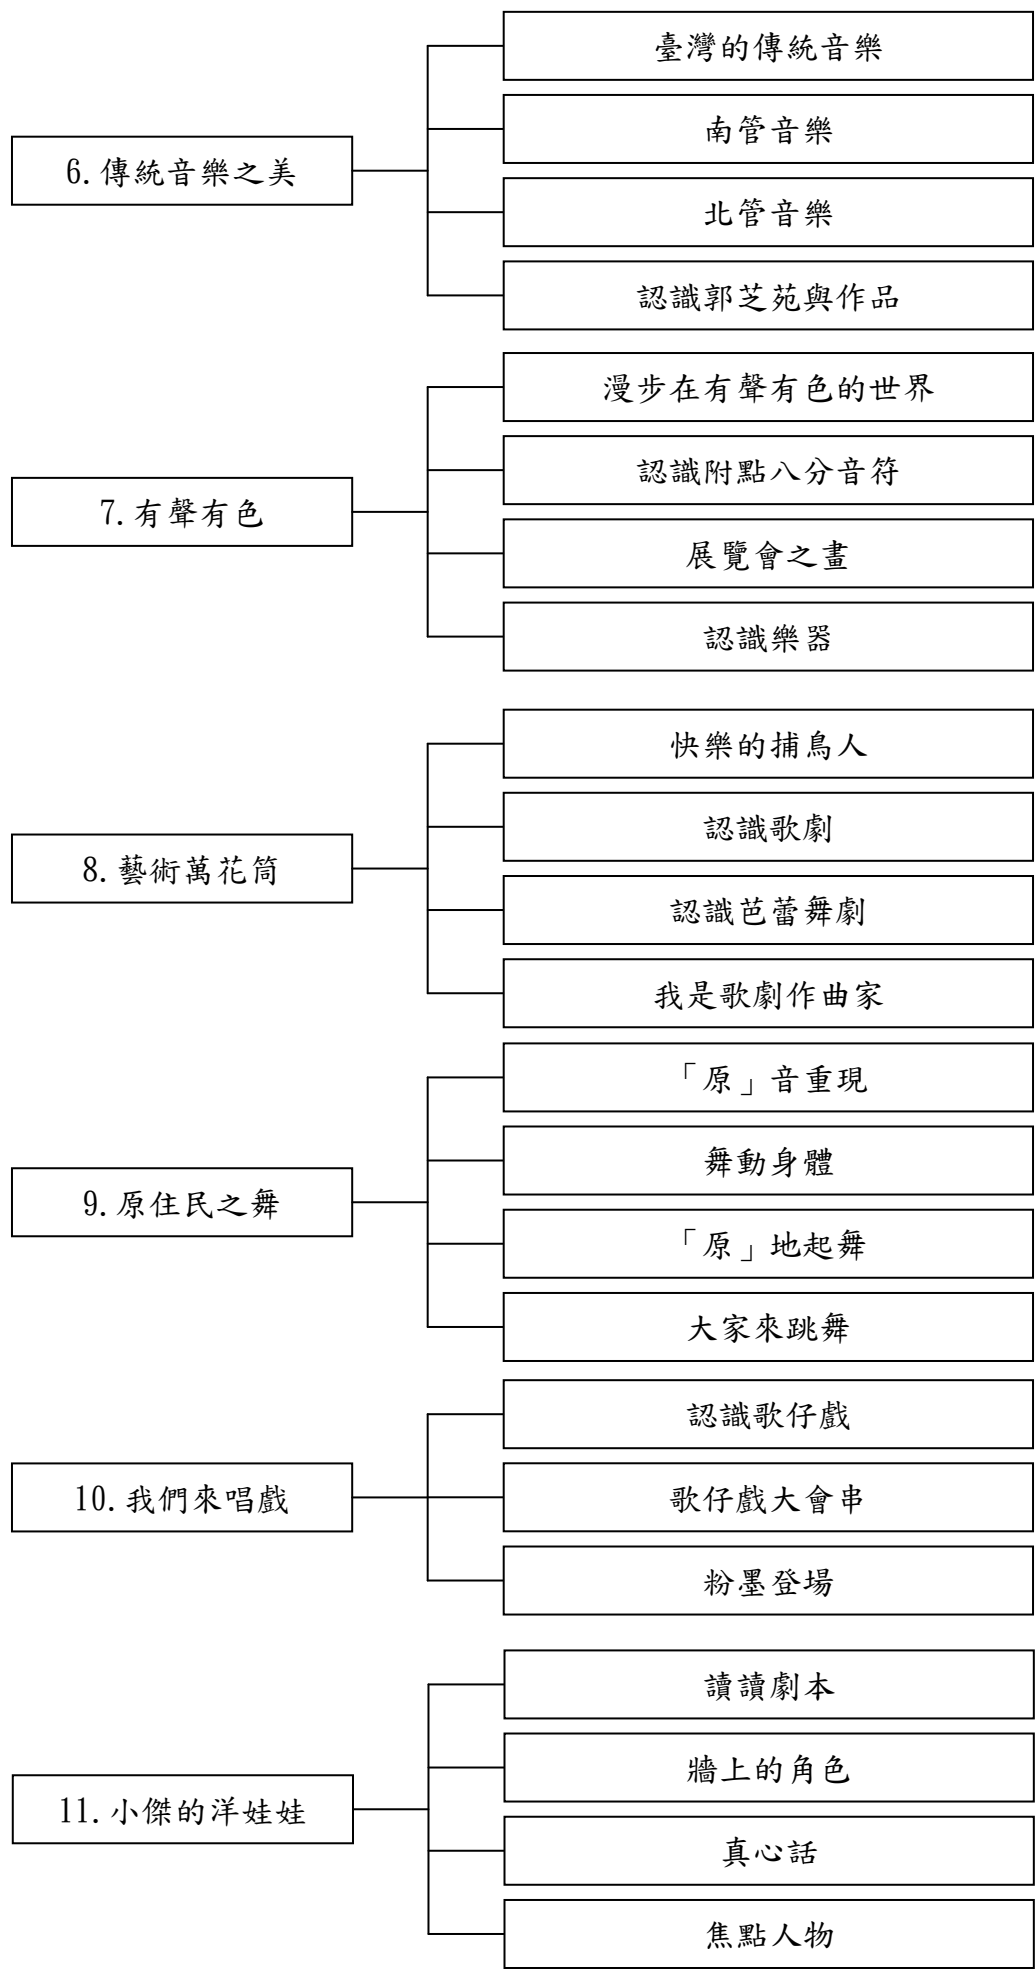 6.傳統音樂之美
臺灣的傳統音樂
南管音樂
北管音樂
認識郭芝苑與作品
7.有聲有色
漫步在有聲有色的世界
認識附點八分音符
展覽會之畫
認識樂器
8.藝術萬花筒
快樂的捕鳥人
認識歌劇
認識芭蕾舞劇
我是歌劇作曲家
9.原住民之舞
「原」音重現
舞動身體
「原」地起舞
大家來跳舞
10.我們來唱戲
認識歌仔戲
歌仔戲大會串
粉墨登場
11.小傑的洋娃娃
讀讀劇本
牆上的角色
真心話
焦點人物